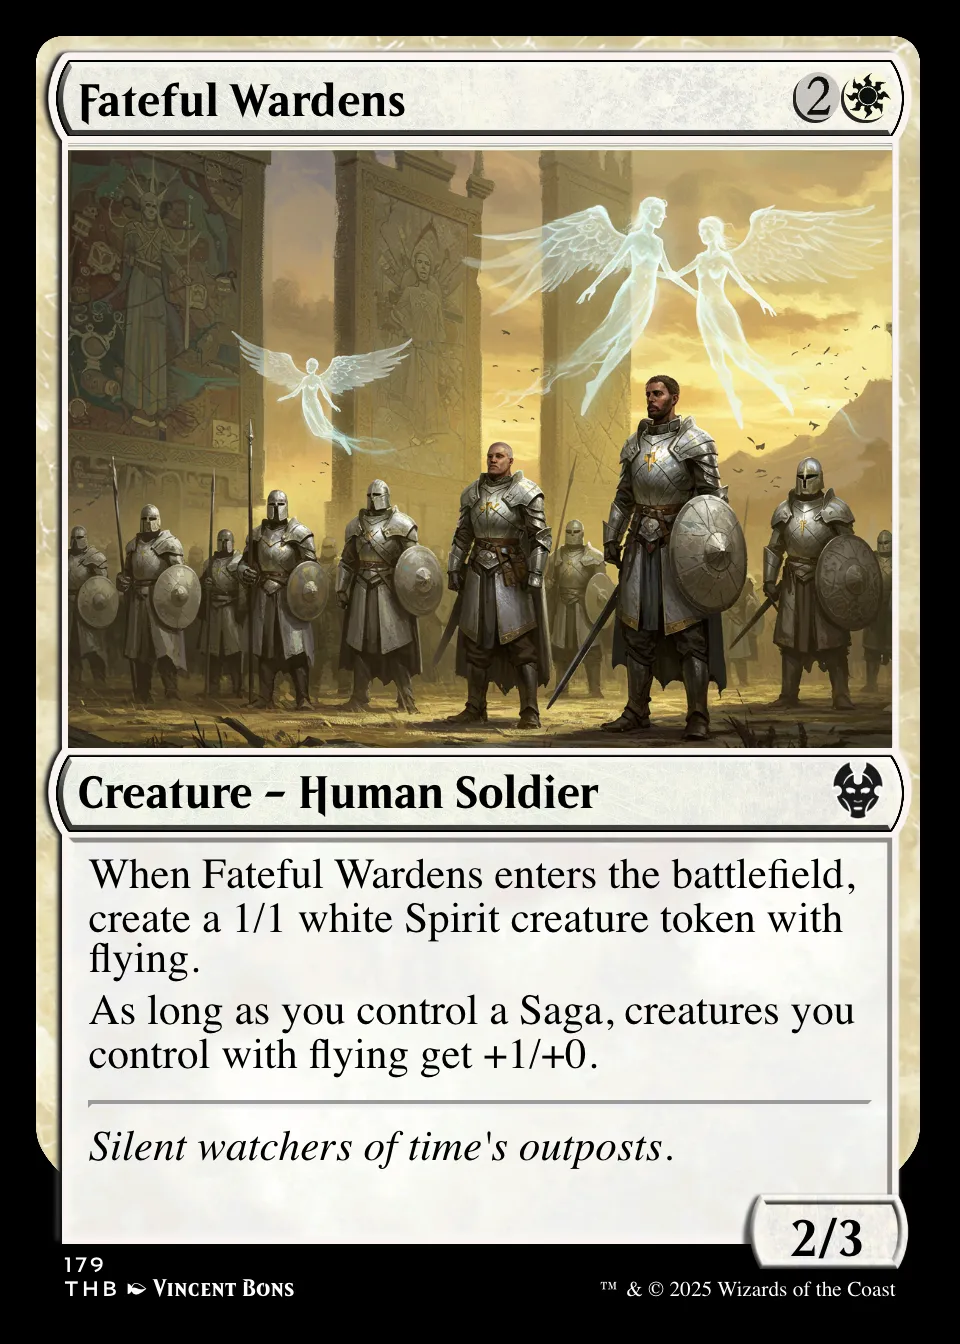 Fateful Wardens 2
Creature – Human Soldier
When Fateful Wardens enters the battlefield,
create a 1/1 white Spirit creature token with
flying.
As long as you control a Saga, creatures you
control with flying get +1/+0.
Silent watchers of time's outposts.
2/3
179
THB Vincent Bons
™ & © 2025 Wizards of the Coast